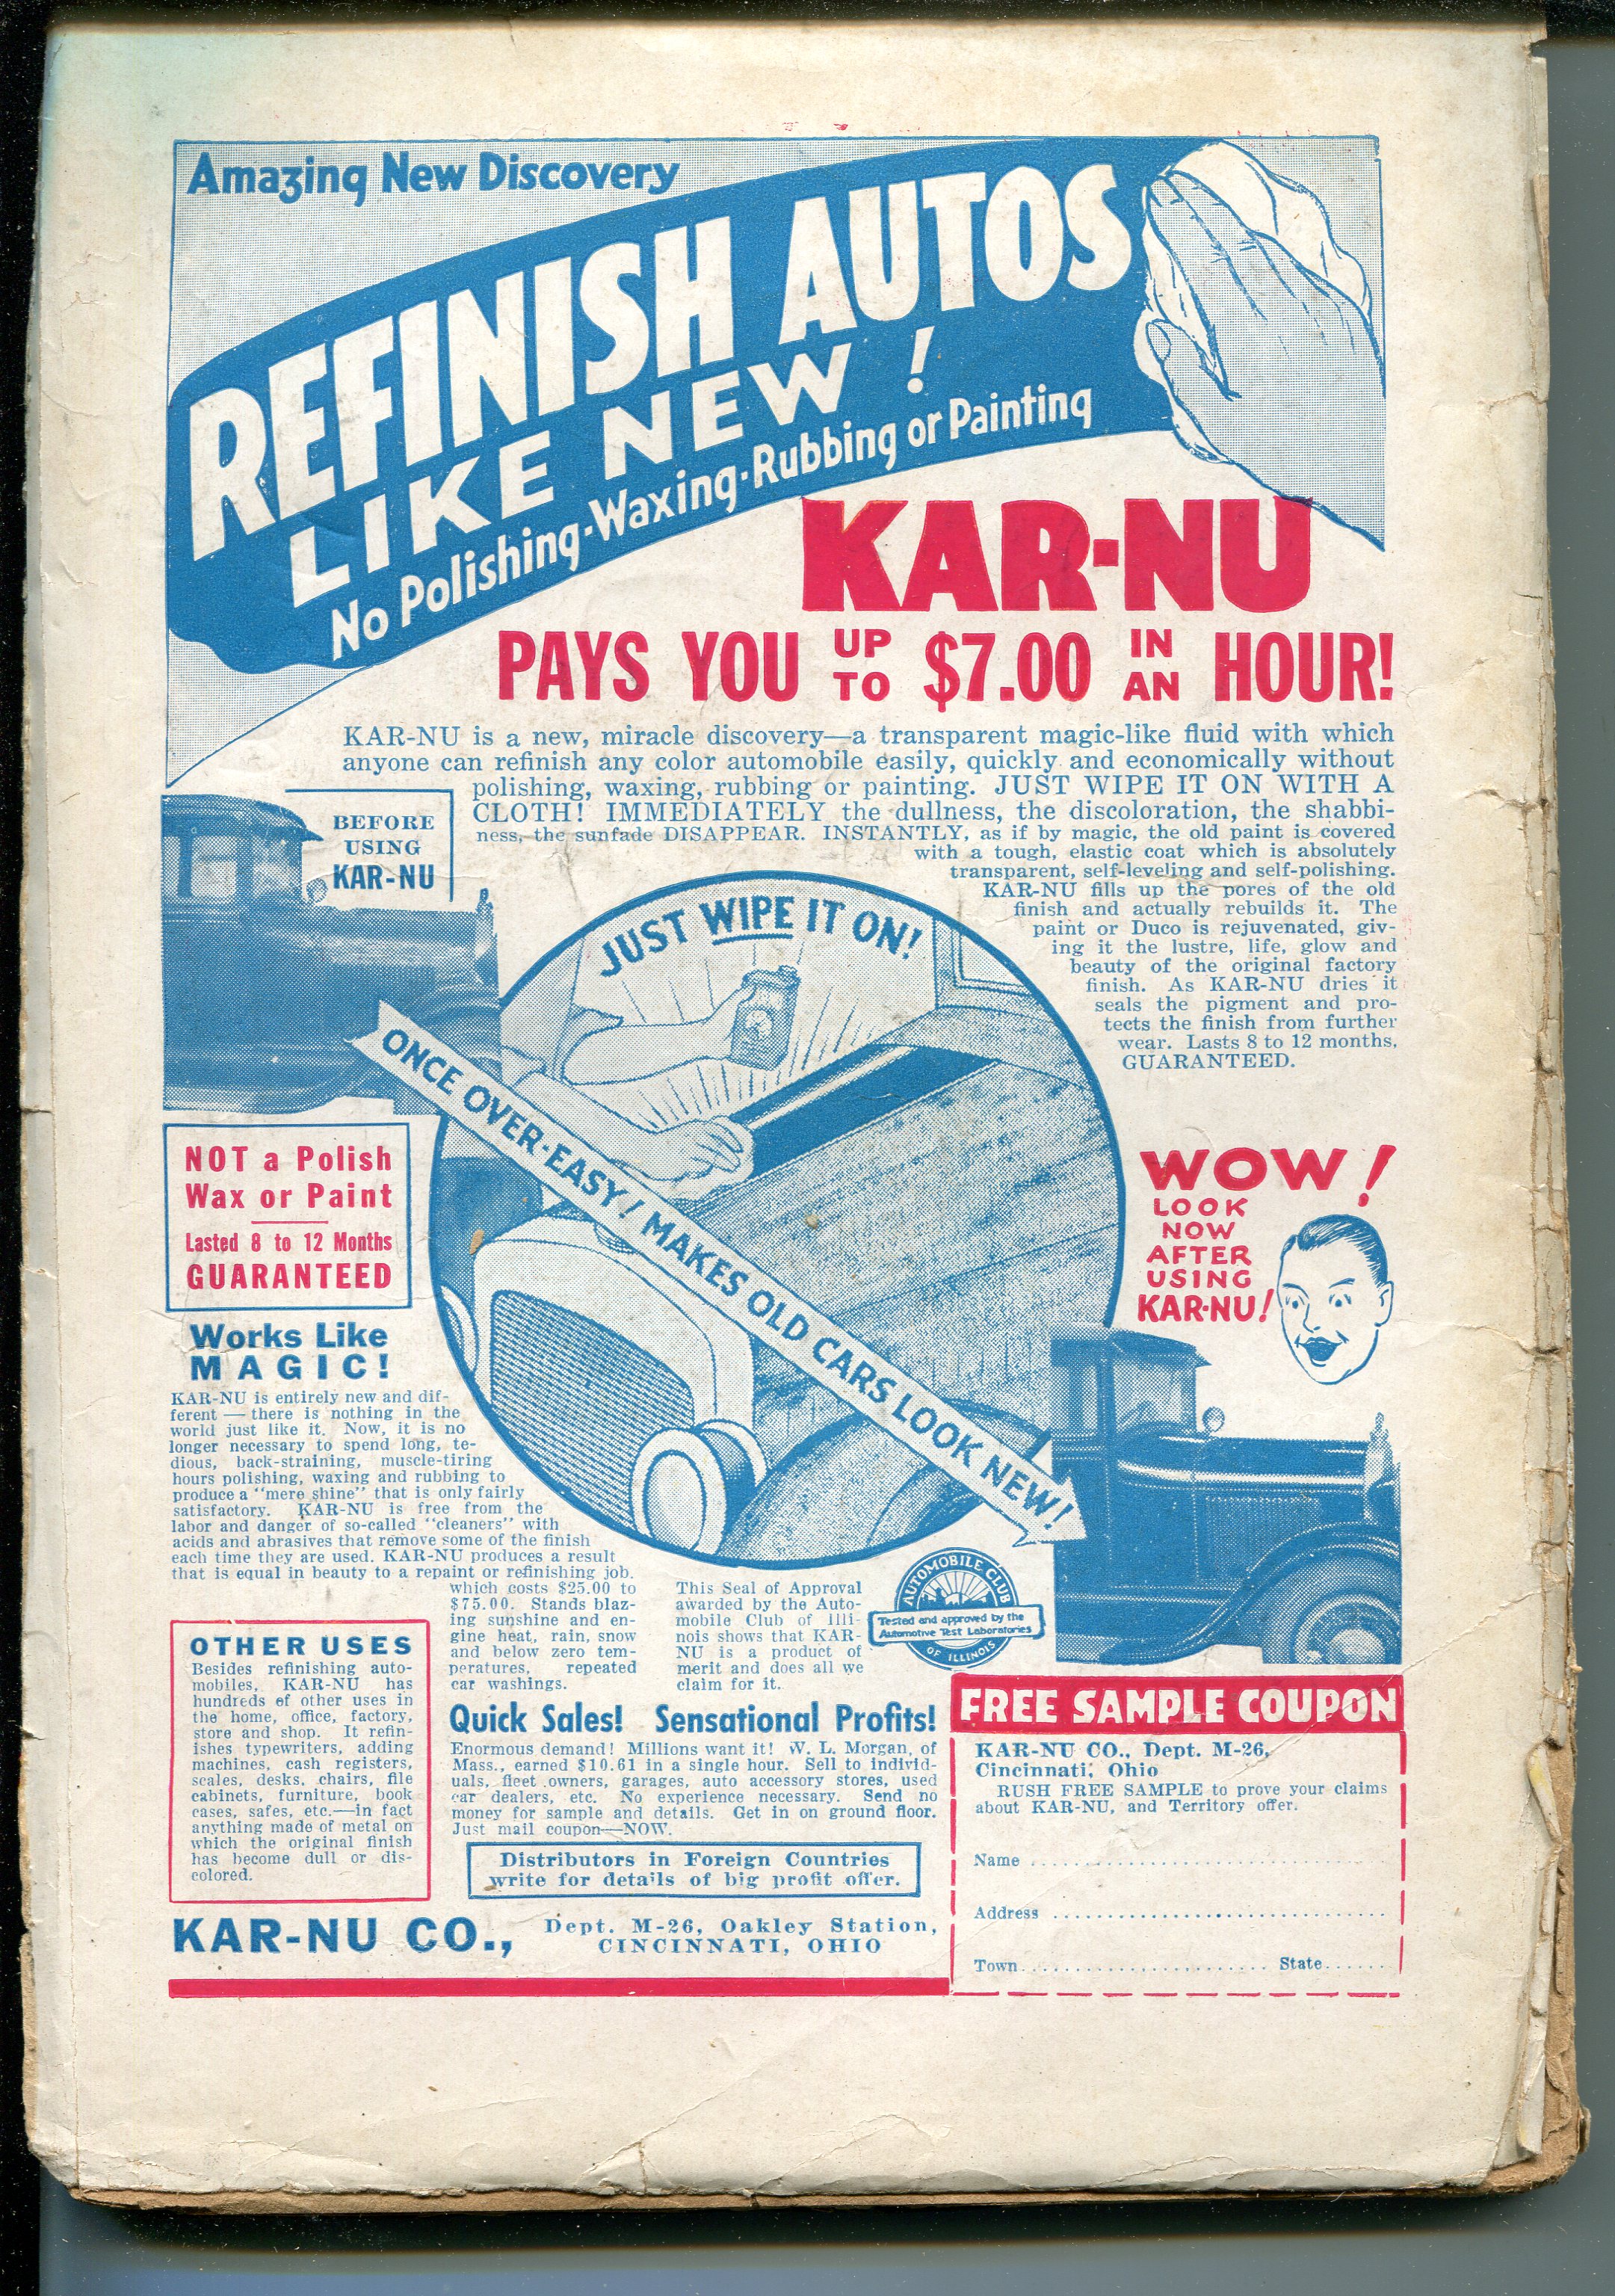 Amazing New Discovery
REFINISH AUTOS
LIKE NEW!
No Polishing-Waxing-Rubbing or Painting
KAR-NU
PAYS YOU UP TO $7.00 IN AN HOUR!
KAR-NU is a new, miracle discovery—a transparent magic-like fluid with which
anyone can refinish any color automobile easily, quickly and economically without
polishing, waxing, rubbing or painting. JUST WIPE IT ON WITH A
CLOTH! IMMEDIATELY the dullness, the discoloration, the shabbi-
ness, the sunfade DISAPPEAR. INSTANTLY, as if by magic, the old paint is covered
with a tough, elastic coat which is absolutely
transparent, self-leveling and self-polishing.
KAR-NU fills up the pores of the old
finish and actually rebuilds it. The
paint or Duco is rejuvenated, giv-
ing it the lustre, life, glow and
beauty of the original factory
finish. As KAR-NU dries it
seals the pigment and pro-
tects the finish from further
wear. Lasts 8 to 12 months,
GUARANTEED.
BEFORE
USING
KAR-NU
JUST WIPE IT ON!
ONCE OVER-EASY! MAKES OLD CARS LOOK NEW!
NOT a Polish
Wax or Paint
Lasted 8 to 12 Months
GUARANTEED
WOW!
LOOK
NOW
AFTER
USING
KAR-NU!
Works Like
MAGIC!
KAR-NU is entirely new and dif-
ferent — there is nothing in the
world just like it. Now, it is no
longer necessary to spend long, te-
dious, back-straining, muscle-tiring
hours polishing, waxing and rubbing to
produce a "mere shine" that is only fairly
satisfactory. KAR-NU is free from the
labor and danger of so-called "cleaners" with
acids and abrasives that remove some of the finish
each time they are used. KAR-NU produces a result
that is equal in beauty to a repaint or refinishing job.
which costs $25.00 to
$75.00. Stands blaz-
ing sunshine and en-
gine heat, rain, snow
and below zero tem-
peratures, repeated
car washings.
This Seal of Approval
awarded by the Auto-
mobile Club of Illi-
nois shows that KAR-
NU is a product of
merit and does all we
claim for it.
AUTOMOBILE CLUB
Tested and approved by the
Automotive Test Laboratories
OF ILLINOIS
OTHER USES
Besides refinishing auto-
mobiles, KAR-NU has
hundreds of other uses in
the home, office, factory,
store and shop. It refin-
ishes typewriters, adding
machines, cash registers,
scales, desks, chairs, file
cabinets, furniture, book
cases, safes, etc.—in fact
anything made of metal on
which the original finish
has become dull or dis-
colored.
Quick Sales! Sensational Profits!
Enormous demand! Millions want it! W. L. Morgan, of
Mass., earned $10.61 in a single hour. Sell to individ-
uals, fleet owners, garages, auto accessory stores, used
car dealers, etc. No experience necessary. Send no
money for sample and details. Get in on ground floor.
Just mail coupon—NOW.
Distributors in Foreign Countries
write for details of big profit offer.
KAR-NU CO., Dept. M-26, Oakley Station,
CINCINNATI, OHIO
FREE SAMPLE COUPON
KAR-NU CO., Dept. M-26,
Cincinnati, Ohio
RUSH FREE SAMPLE to prove your claims
about KAR-NU, and Territory offer.
Name
Address
Town State